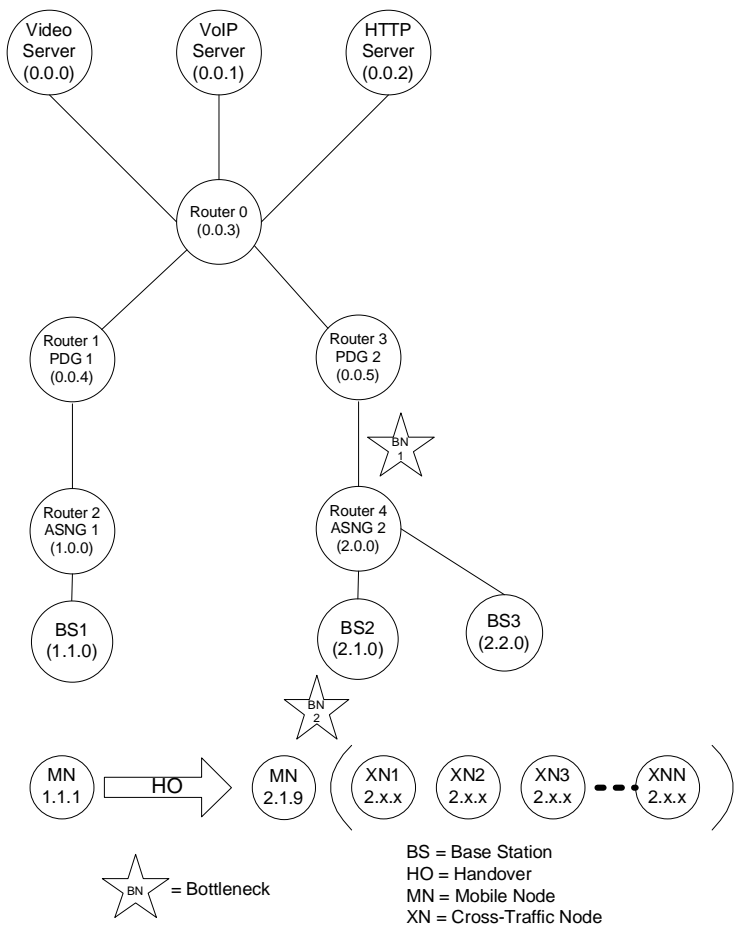 Video
Server
(0.0.0)
VoIP
Server
(0.0.1)
HTTP
Server
(0.0.2)
Router 0
(0.0.3)
Router 1
PDG 1
(0.0.4)
Router 3
PDG 2
(0.0.5)
BN
1
Router 2
ASNG 1
(1.0.0)
Router 4
ASNG 2
(2.0.0)
BS1
(1.1.0)
BS2
(2.1.0)
BS3
(2.2.0)
BN
2
MN
1.1.1
HO
MN
2.1.9
XN1
2.x.x
XN2
2.x.x
XN3
2.x.x
XNN
2.x.x
BN
= Bottleneck
BS = Base Station
HO = Handover
MN = Mobile Node
XN = Cross-Traffic Node